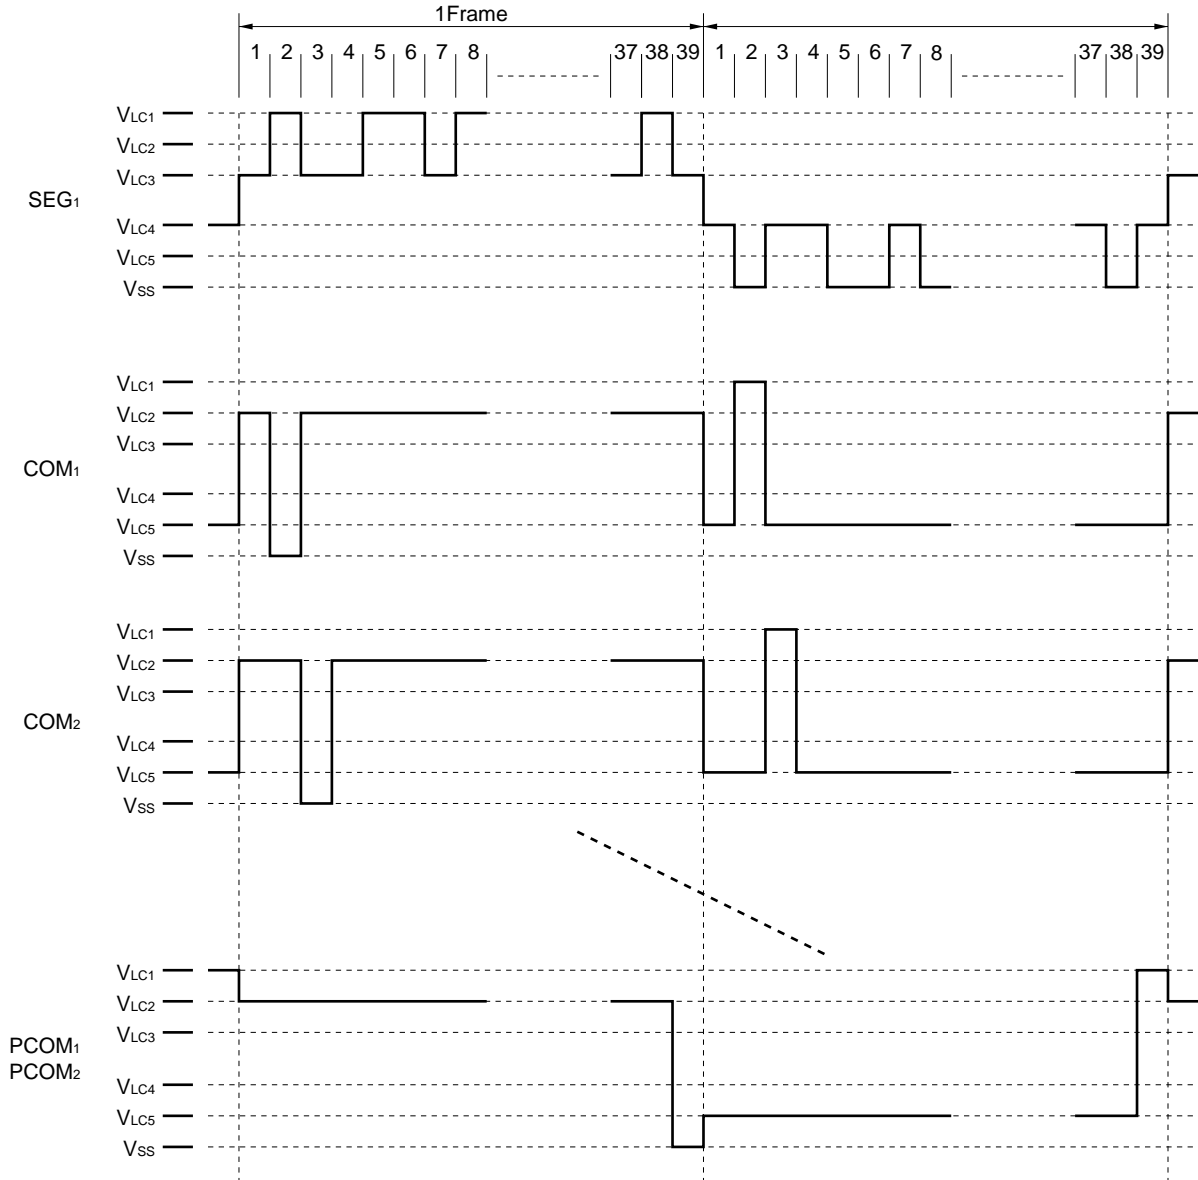 1Frame
1 2 3 4 5 6 7 8 37 38 39 1 2 3 4 5 6 7 8 37 38 39
VLC1
VLC2
VLC3
SEG1
VLC4
VLC5
VSS
VLC1
VLC2
VLC3
COM1
VLC4
VLC5
VSS
VLC1
VLC2
VLC3
COM2
VLC4
VLC5
VSS
VLC1
VLC2
VLC3
PCOM1
PCOM2
VLC4
VLC5
VSS